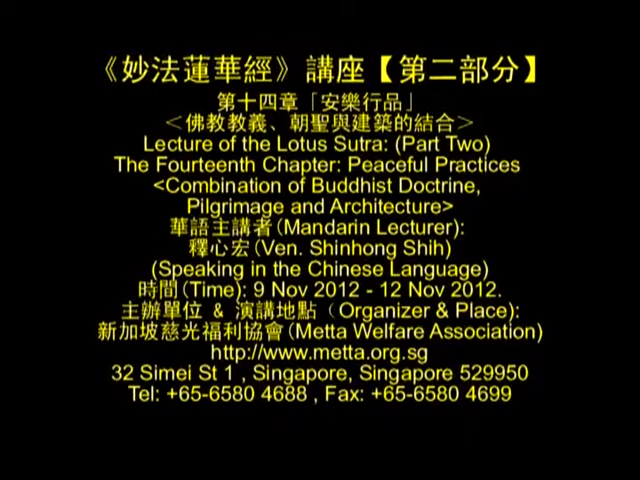 《妙法蓮華經》講座【第二部分】
第十四章「安樂行品」
＜佛教教義、朝聖與建築的結合＞
Lecture of the Lotus Sutra: (Part Two)
The Fourteenth Chapter: Peaceful Practices
<Combination of Buddhist Doctrine,
Pilgrimage and Architecture>
華語主講者(Mandarin Lecturer):
釋心宏(Ven. Shinhong Shih)
(Speaking in the Chinese Language)
時間(Time): 9 Nov 2012 - 12 Nov 2012.
主辦單位 & 演講地點（Organizer & Place):
新加坡慈光福利協會(Metta Welfare Association)
http://www.metta.org.sg
32 Simei St 1 , Singapore, Singapore 529950
Tel: +65-6580 4688 , Fax: +65-6580 4699